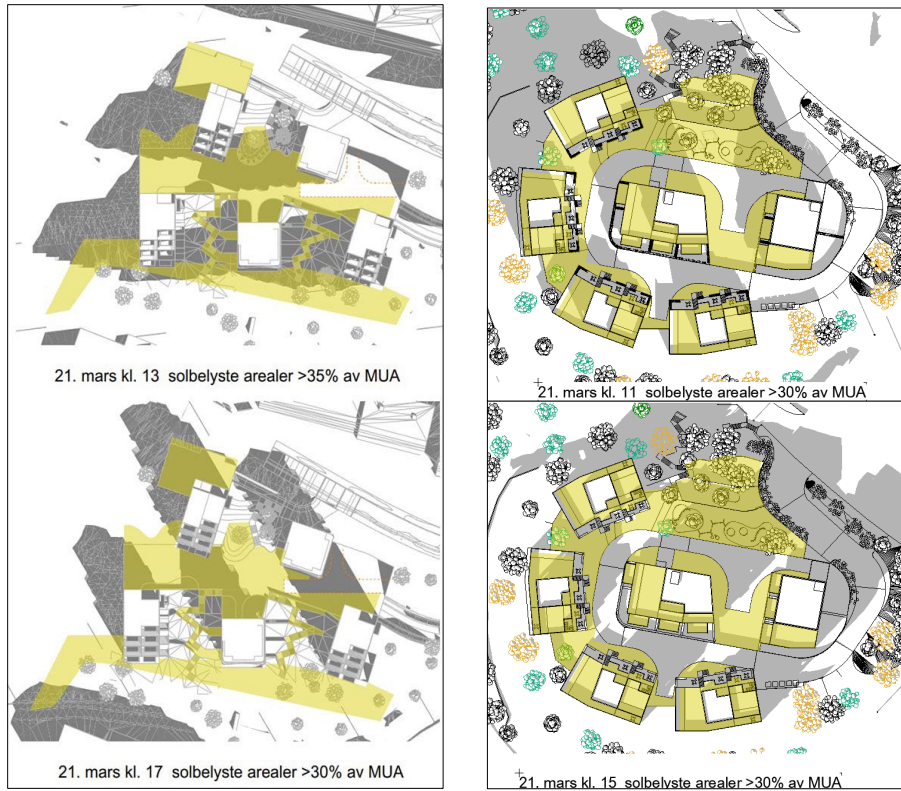 21. mars kl. 13 solbelyste arealer >35% av MUA
21. mars kl. 17 solbelyste arealer >30% av MUA
21. mars kl. 11 solbelyste arealer >30% av MUA
21. mars kl. 15 solbelyste arealer >30% av MUA